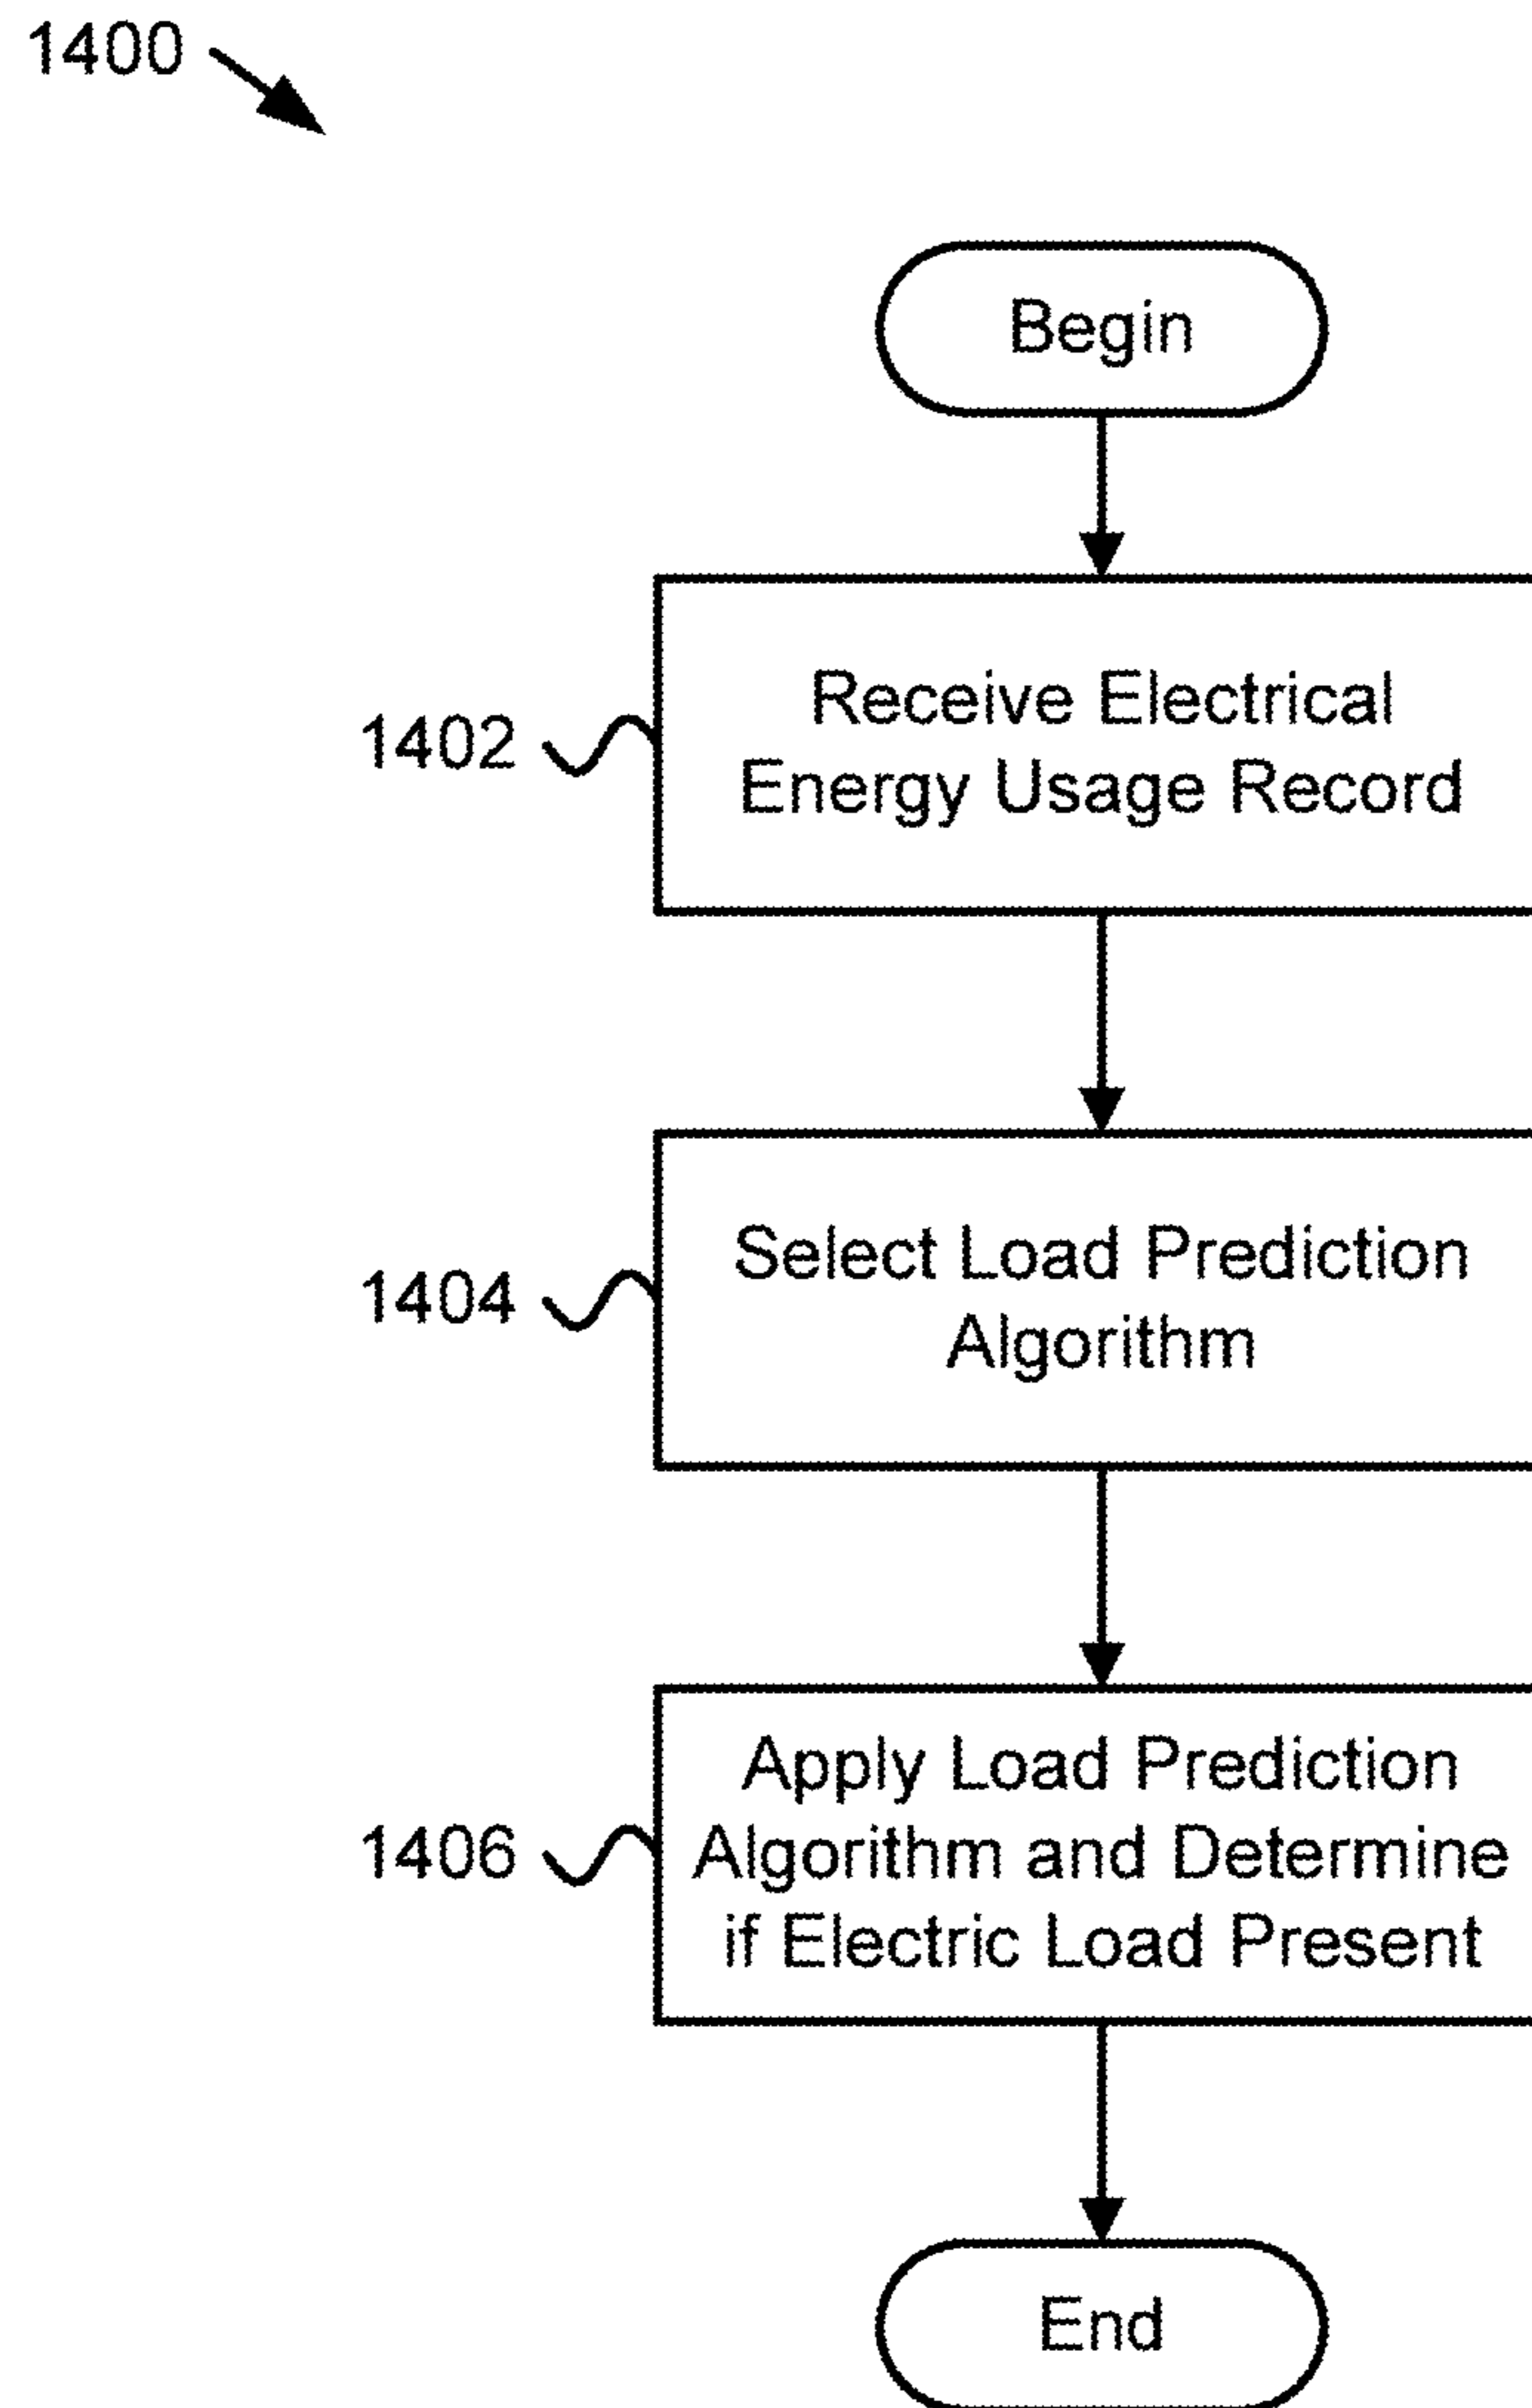 1400
Begin
1402
Receive Electrical
Energy Usage Record
1404
Select Load Prediction
Algorithm
1406
Apply Load Prediction
Algorithm and Determine
if Electric Load Present
End